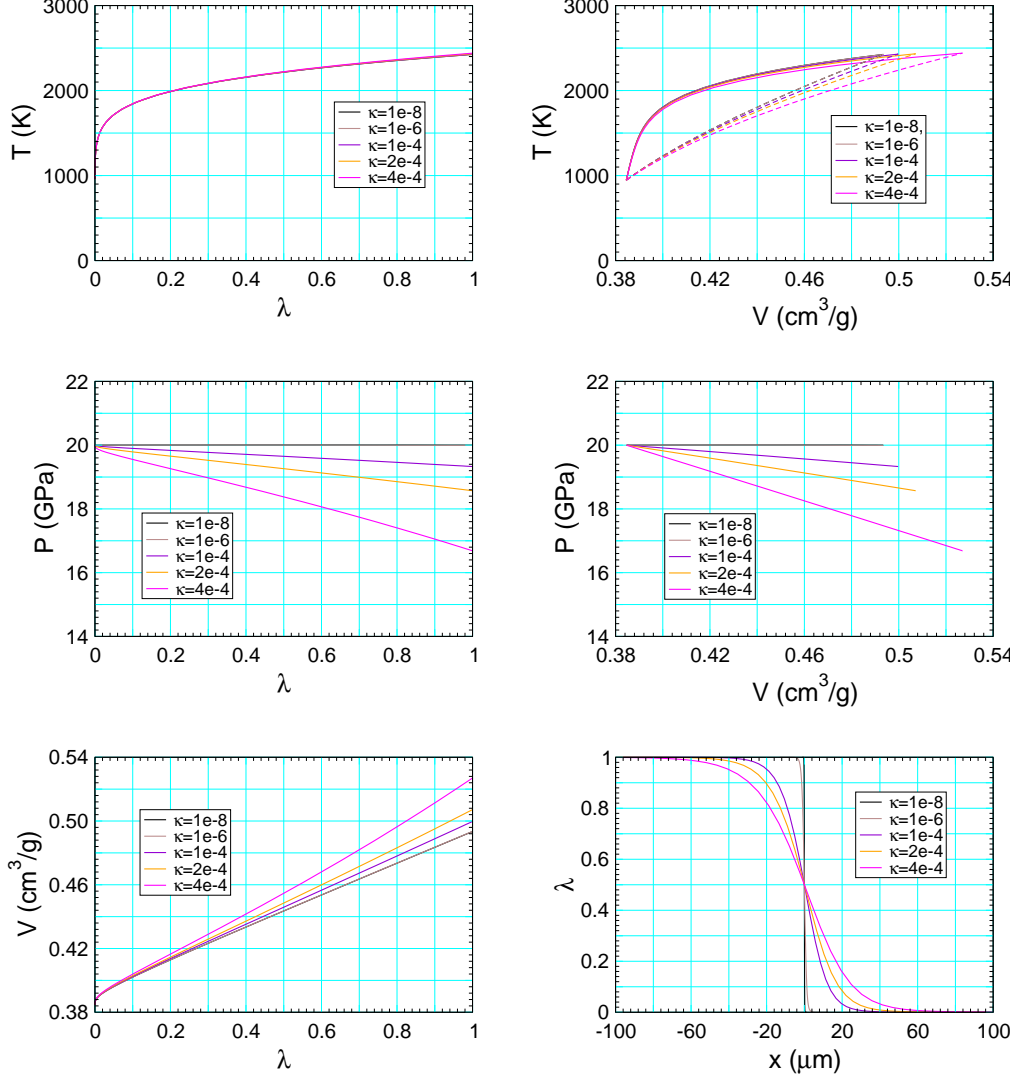 3000
2000
1000
0
T (K)
0 0.2 0.4 0.6 0.8 1
λ
κ=1e-8
κ=1e-6
κ=1e-4
κ=2e-4
κ=4e-4
3000
2000
1000
0
T (K)
0.38 0.42 0.46 0.5 0.54
V (cm³/g)
κ=1e-8,
κ=1e-6
κ=1e-4
κ=2e-4
κ=4e-4
22
20
18
16
14
P (GPa)
0 0.2 0.4 0.6 0.8 1
λ
κ=1e-8
κ=1e-6
κ=1e-4
κ=2e-4
κ=4e-4
22
20
18
16
14
P (GPa)
0.38 0.42 0.46 0.5 0.54
V (cm³/g)
κ=1e-8
κ=1e-6
κ=1e-4
κ=2e-4
κ=4e-4
0.54
0.50
0.46
0.42
0.38
V (cm³/g)
0 0.2 0.4 0.6 0.8 1
λ
κ=1e-8
κ=1e-6
κ=1e-4
κ=2e-4
κ=4e-4
1
0.8
0.6
0.4
0.2
0
λ
-100 -60 -20 20 60 100
x (μm)
κ=1e-8
κ=1e-6
κ=1e-4
κ=2e-4
κ=4e-4